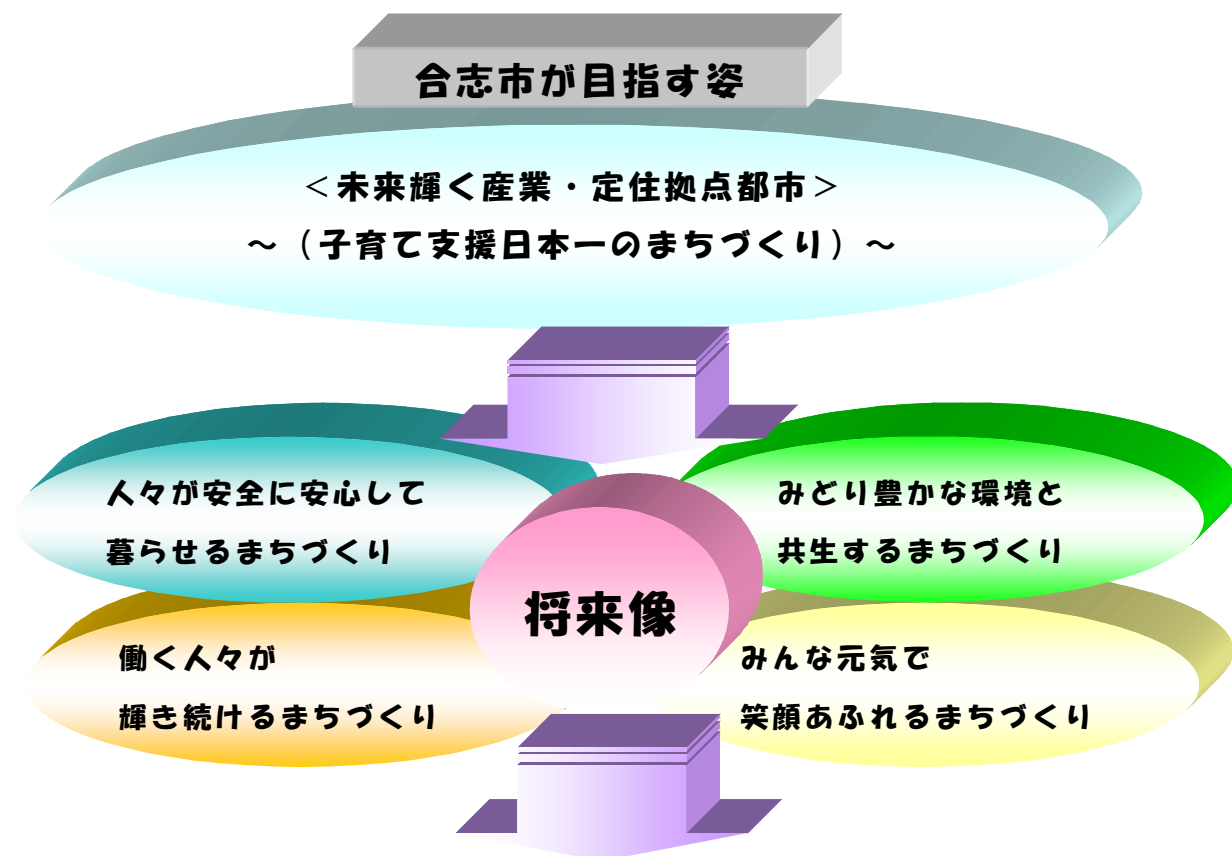 合志市が目指す姿
＜未来輝く産業・定住拠点都市＞
～（子育て支援日本一のまちづくり）～
人々が安全に安心して
暮らせるまちづくり
みどり豊かな環境と
共生するまちづくり
将来像
働く人々が
輝き続けるまちづくり
みんな元気で
笑顔あふれるまちづくり